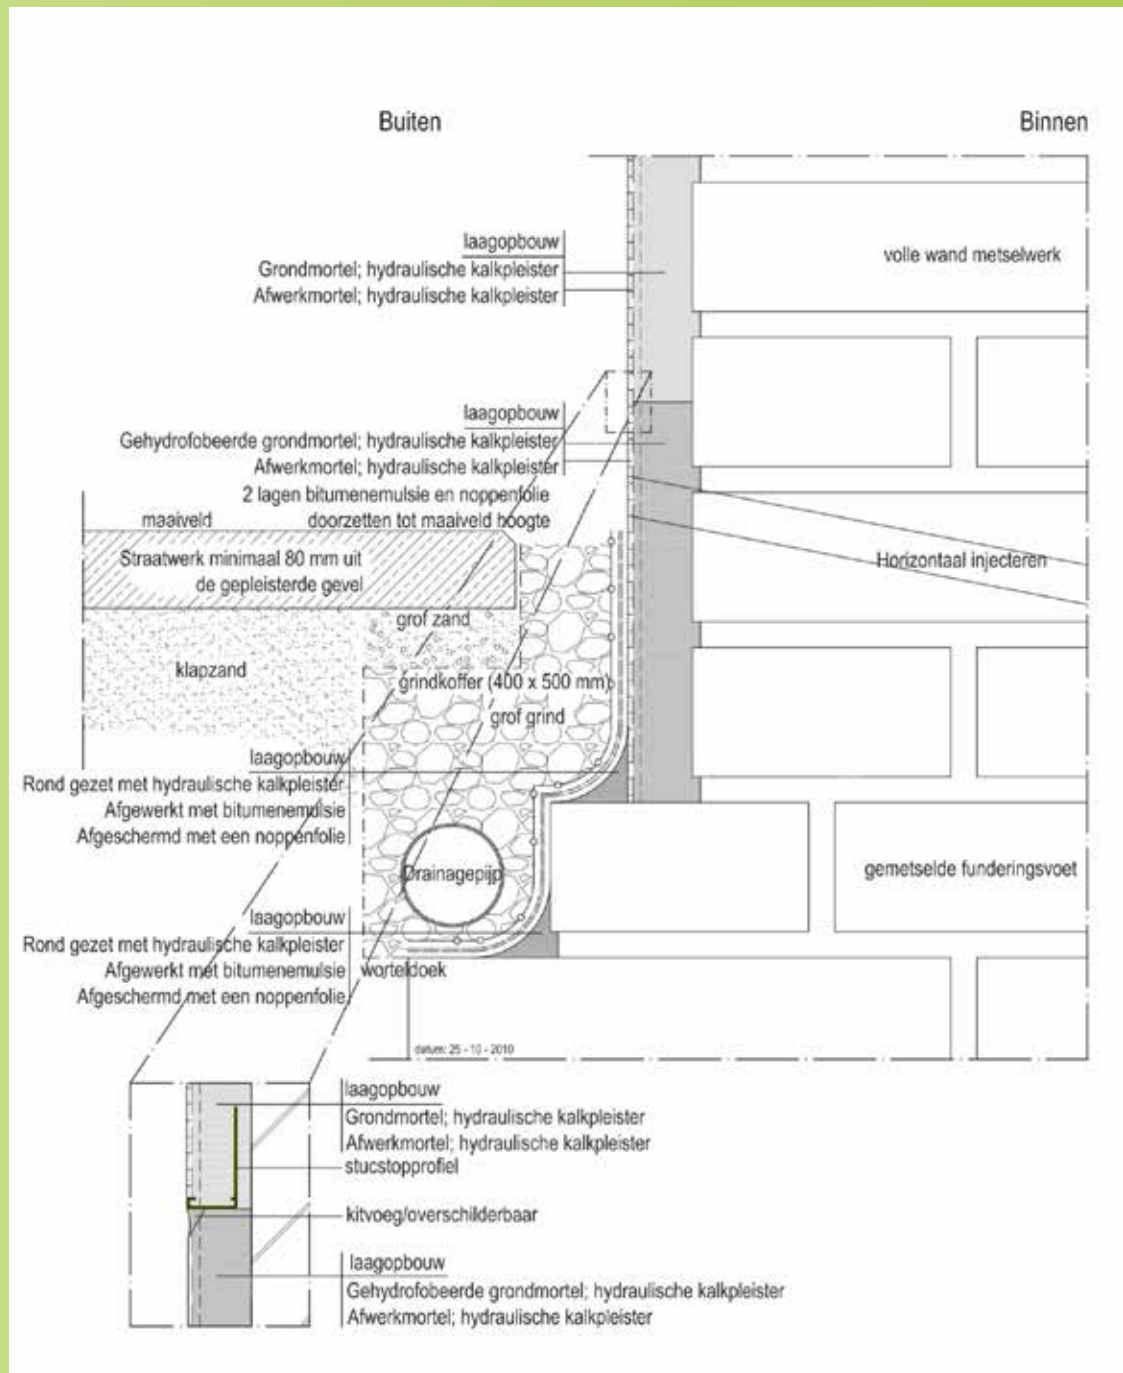 Buiten
Binnen
laagopbouw
Grondmortel; hydraulische kalkpleister
Afwerkmortel; hydraulische kalkpleister
volle wand metselwerk
laagopbouw
Gehydrofobeerde grondmortel; hydraulische kalkpleister
Afwerkmortel; hydraulische kalkpleister
2 lagen bitumenemulsie en noppenfolie
doorzetten tot maaiveld hoogte
maaiveld
Straatwerk minimaal 80 mm uit
de gepleisterde gevel
Horizontaal injecteren
grof zand
klapzand
grindkoffer (400 x 500 mm)
grof grind
laagopbouw
Rond gezet met hydraulische kalkpleister
Afgewerkt met bitumenemulsie
Afgeschermd met een noppenfolie
Drainagepijp
gemetselde funderingsvoet
laagopbouw
Rond gezet met hydraulische kalkpleister
Afgewerkt met bitumenemulsie
Afgeschermd met een noppenfolie
worteldoek
datum: 25 - 10 - 2010
laagopbouw
Grondmortel; hydraulische kalkpleister
Afwerkmortel; hydraulische kalkpleister
stucstopprofiel
kitvoeg/overschilderbaar
laagopbouw
Gehydrofobeerde grondmortel; hydraulische kalkpleister
Afwerkmortel; hydraulische kalkpleister